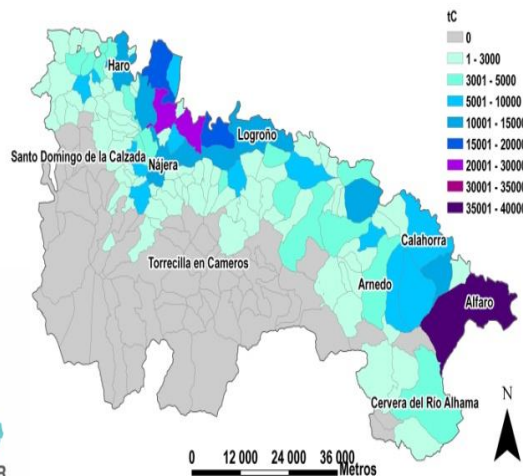 tC
0
1 - 3000
3001 - 5000
5001 - 10000
10001 - 15000
15001 - 20000
20001 - 30000
30001 - 35000
35001 - 40000
Haro
Logroño
Santo Domingo de la Calzada
Nájera
Calahorra
Torrecilla en Cameros
Arnedo
Alfaro
Cervera del Río Alhama
N
0 12 000 24 000 36 000
Metros